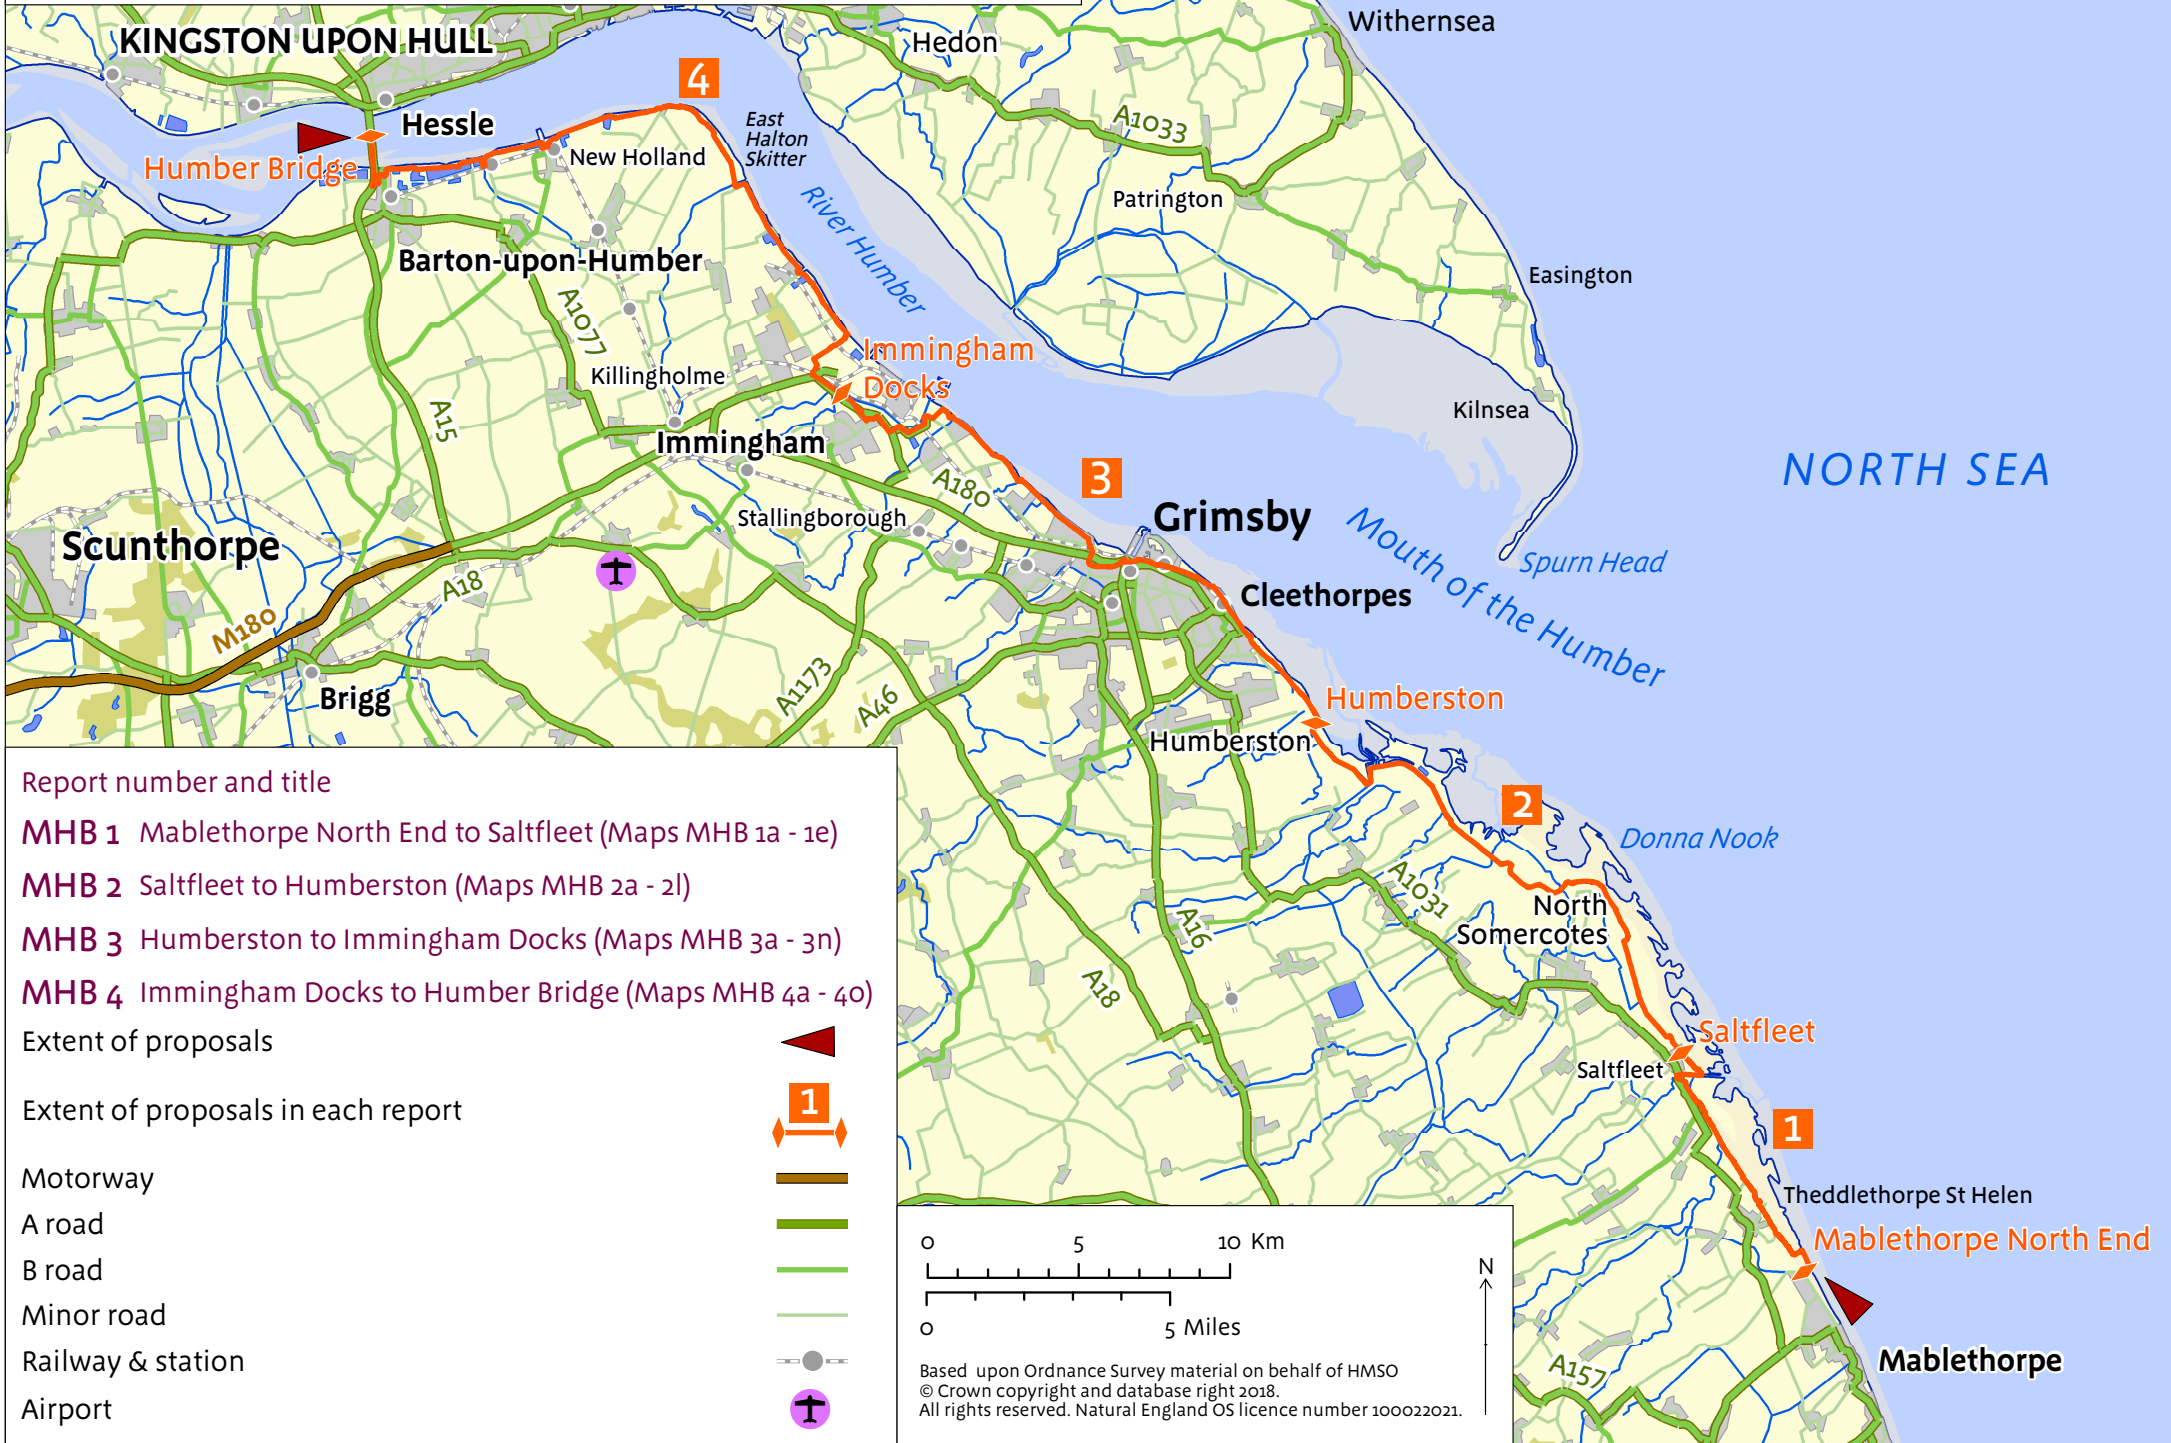 KINGSTON UPON HULL
Hedon
Withernsea
4
Hessle
East
Halton
Skitter
A1033
Humber Bridge
New Holland
Patrington
River Humber
Barton-upon-Humber
Easington
A1077
Immingham
Docks
Killingholme
Kilnsea
A15
Immingham
NORTH SEA
3
A180
Stallingborough
Grimsby
Mouth of the Humber
Scunthorpe
Spurn Head
A18
Cleethorpes
M180
A1173
A46
Brigg
Humberston
Humberston
2
Donna Nook
A1031
North
Somercotes
A16
A18
Saltfleet
Saltfleet
1
Theddlethorpe St Helen
Mablethorpe North End
Mablethorpe
A157
Report number and title
MHB 1 Mablethorpe North End to Saltfleet (Maps MHB 1a - 1e)
MHB 2 Saltfleet to Humberston (Maps MHB 2a - 2l)
MHB 3 Humberston to Immingham Docks (Maps MHB 3a - 3n)
MHB 4 Immingham Docks to Humber Bridge (Maps MHB 4a - 4o)
Extent of proposals
Extent of proposals in each report
1
Motorway
A road
B road
Minor road
Railway & station
Airport
0 5 10 Km
0 5 Miles
N
Based upon Ordnance Survey material on behalf of HMSO
© Crown copyright and database right 2018.
All rights reserved. Natural England OS licence number 100022021.